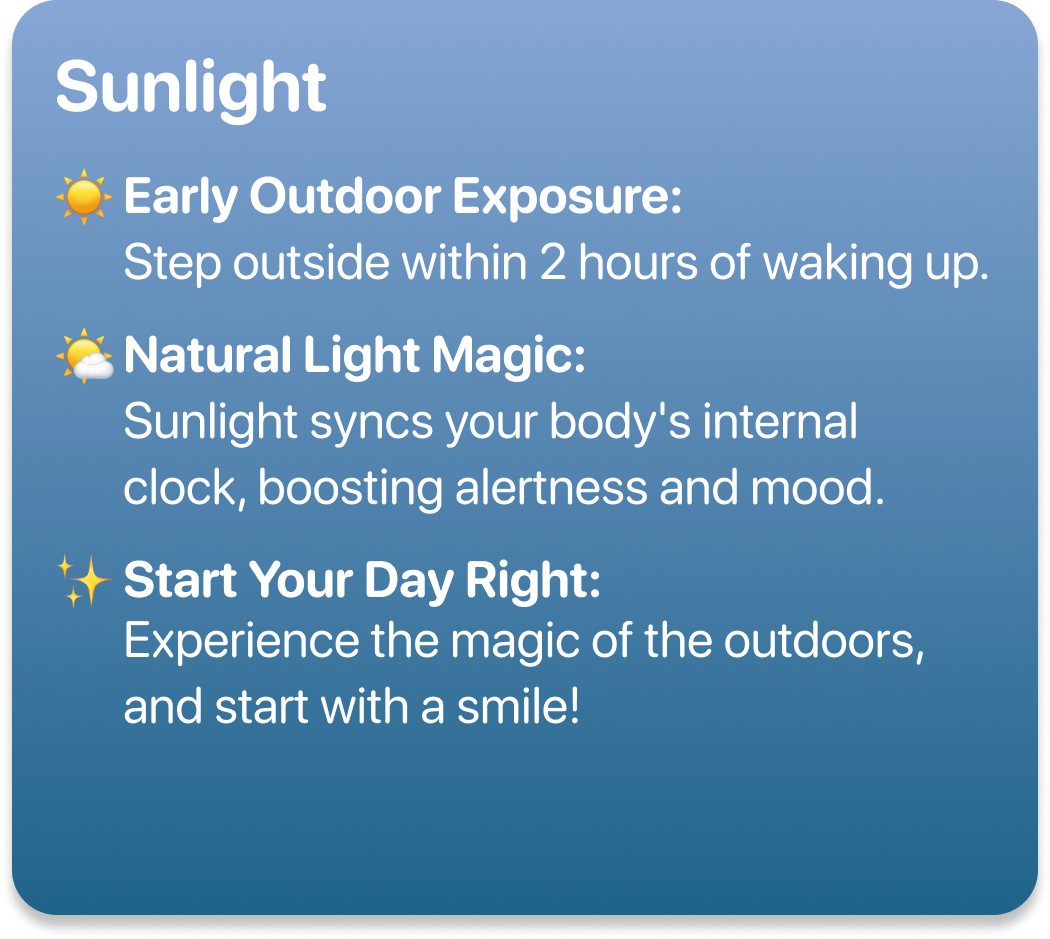 Sunlight
☀️ Early Outdoor Exposure:
Step outside within 2 hours of waking up.
🌤️ Natural Light Magic:
Sunlight syncs your body's internal
clock, boosting alertness and mood.
✨ Start Your Day Right:
Experience the magic of the outdoors,
and start with a smile!